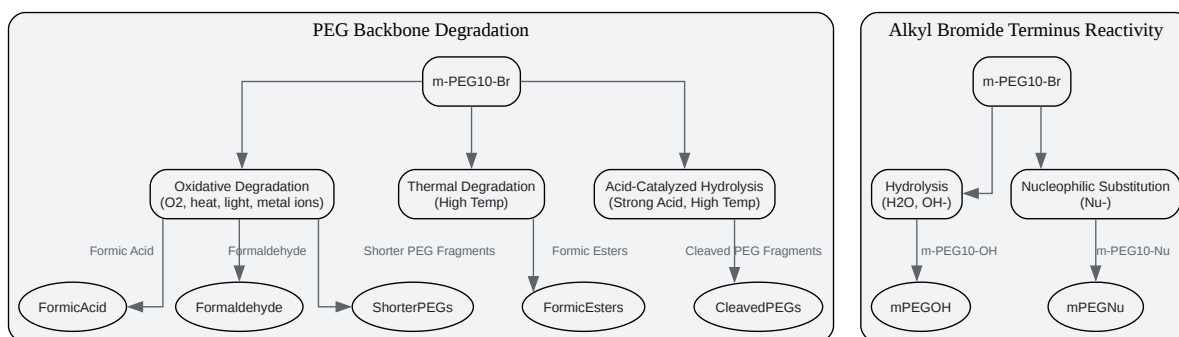 PEG Backbone Degradation
Alkyl Bromide Terminus Reactivity
m-PEG10-Br
m-PEG10-Br
Oxidative Degradation
(O2, heat, light, metal ions)
Thermal Degradation
(High Temp)
Acid-Catalyzed Hydrolysis
(Strong Acid, High Temp)
Hydrolysis
(H2O, OH-)
Nucleophilic Substitution
(Nu-)
Formic Acid
Formaldehyde
Shorter PEG Fragments
Formic Esters
Cleaved PEG Fragments
m-PEG10-OH
m-PEG10-Nu
FormicAcid
Formaldehyde
ShorterPEGs
FormicEsters
CleavedPEGs
mPEGOH
mPEGNu